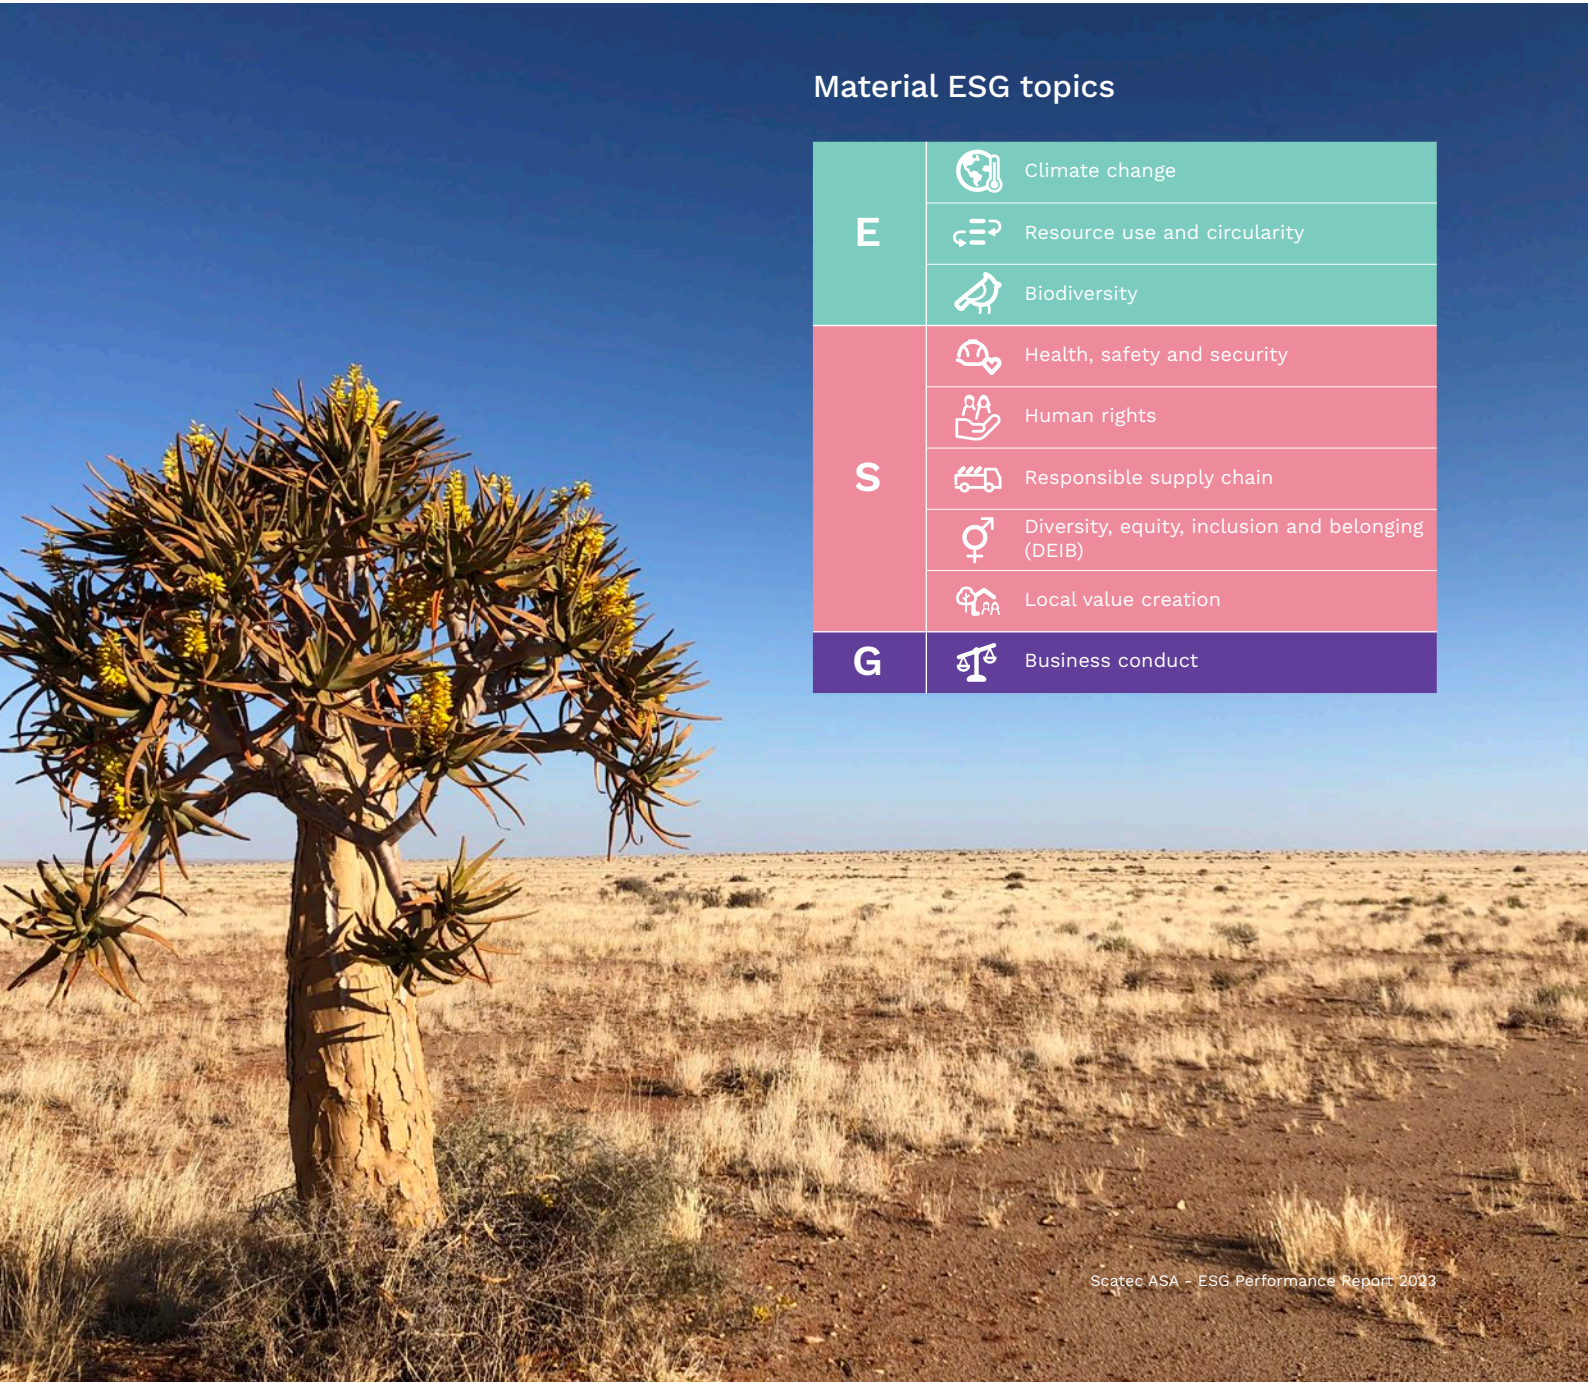 Material ESG topics
E
Climate change
Resource use and circularity
Biodiversity
S
Health, safety and security
Human rights
Responsible supply chain
Diversity, equity, inclusion and belonging
(DEIB)
Local value creation
G
Business conduct
Scatec ASA - ESG Performance Report 2023